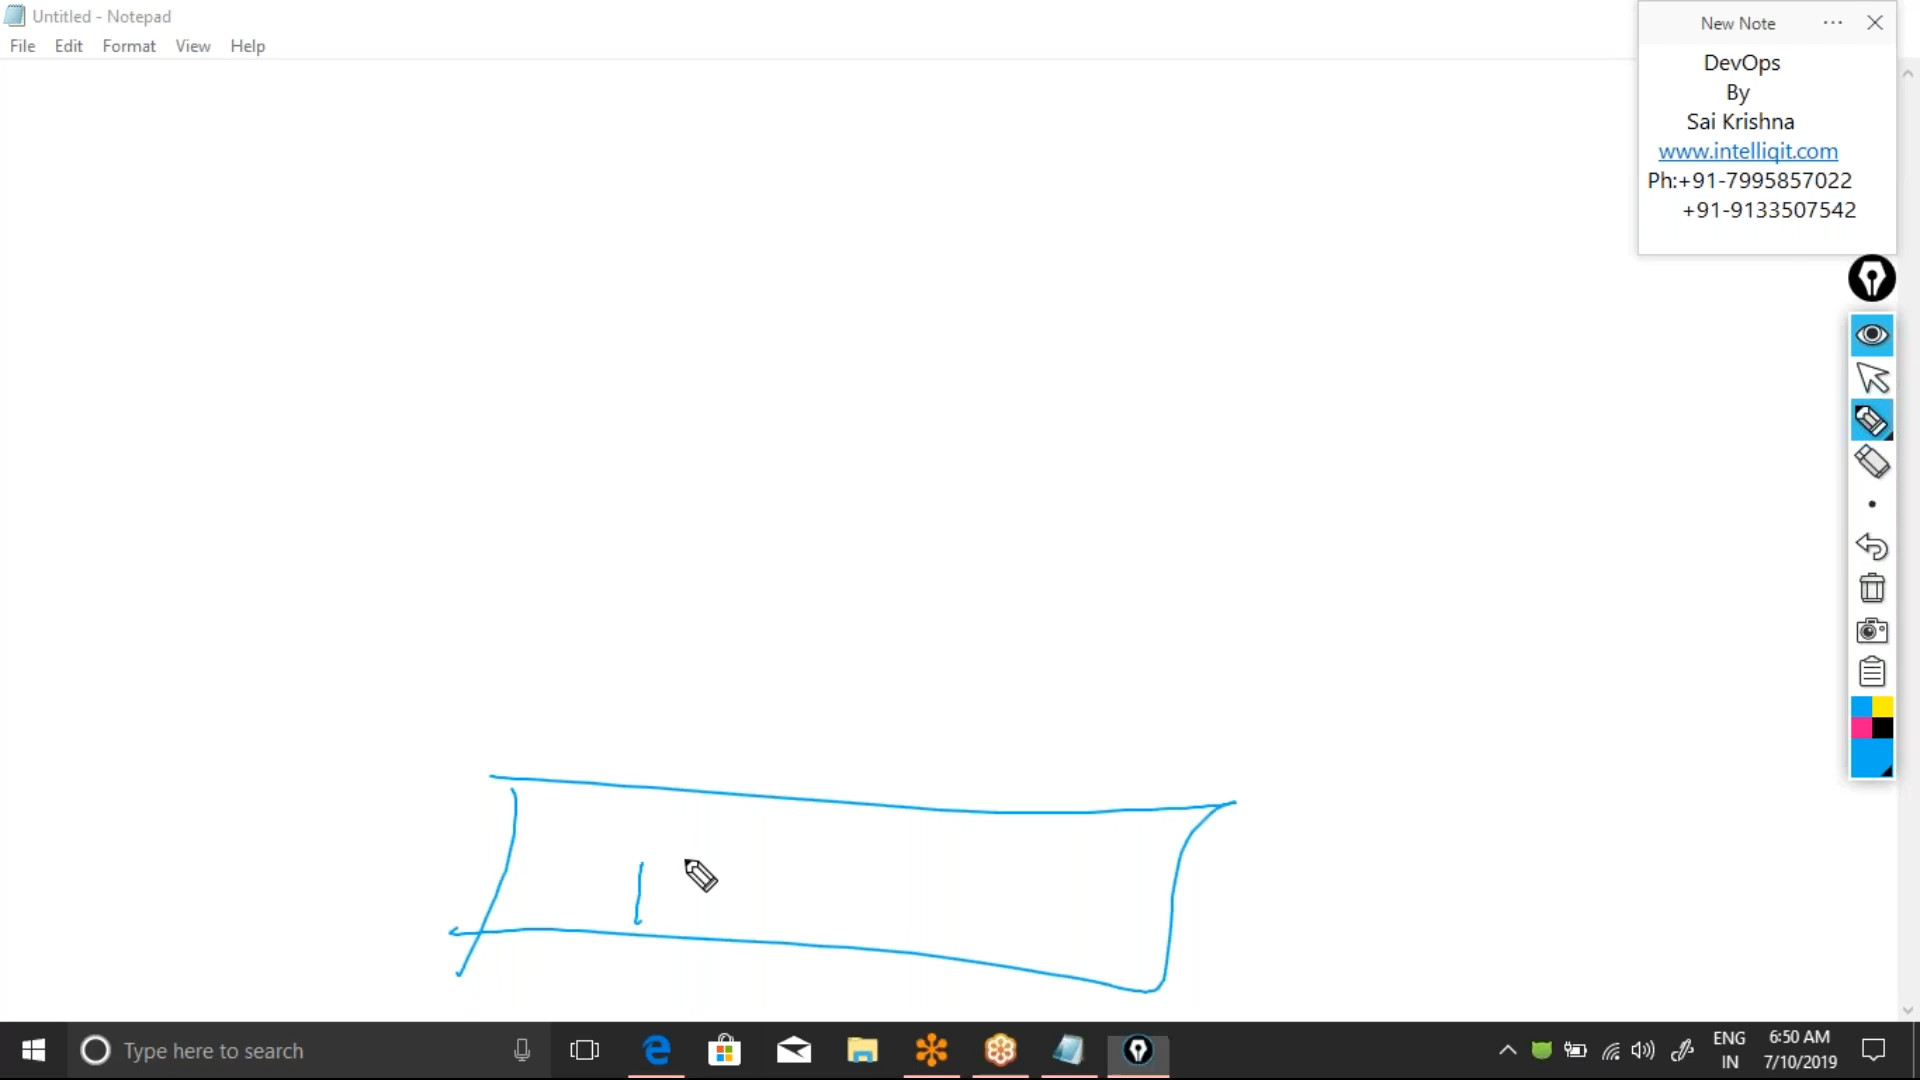 Untitled - Notepad
File Edit Format View Help
New Note
DevOps
By
Sai Krishna
www.intelliqit.com
Ph:+91-7995857022
+91-9133507542
Type here to search
ENG
IN
6:50 AM
7/10/2019